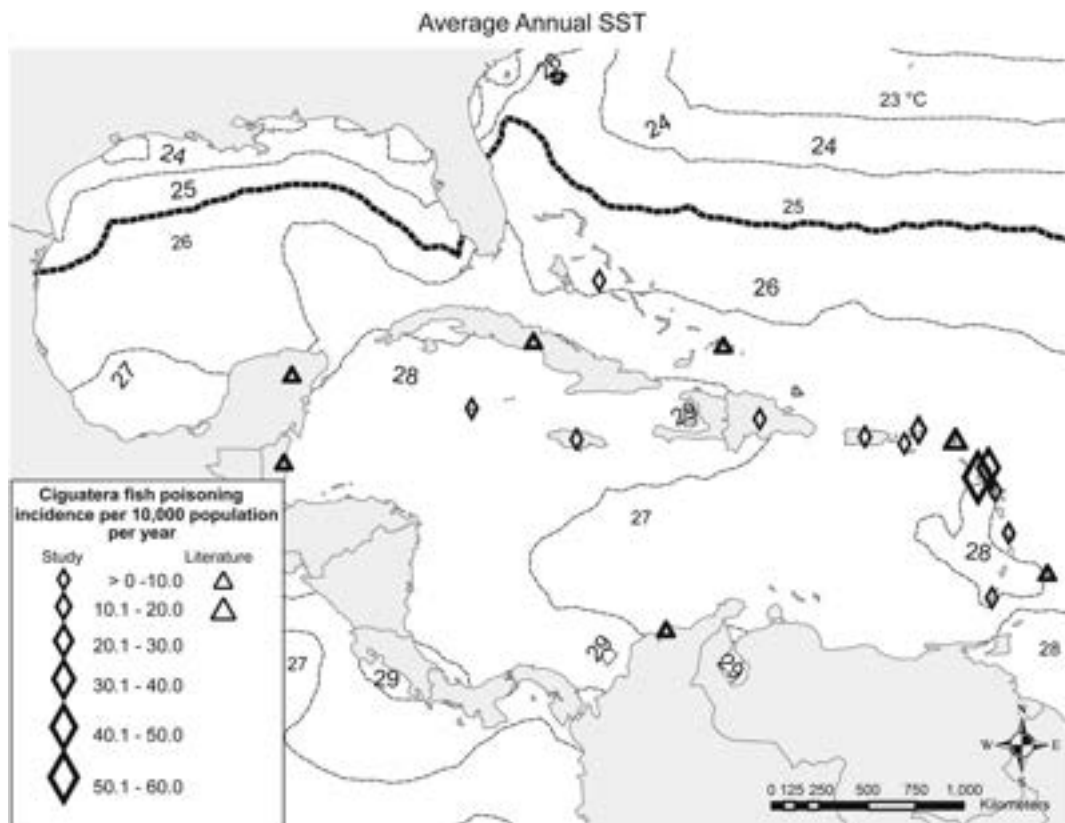 Average Annual SST
25
23 °C
24
24
24
25
25
26
26
27
28
28
27
28
28
27
29
29
29
Ciguatera fish poisoning
incidence per 10,000 population
per year
Study Literature
> 0 -10.0
10.1 - 20.0
20.1 - 30.0
30.1 - 40.0
40.1 - 50.0
50.1 - 60.0
N
W E
S
0 125 250 500 750 1,000
Kilometers